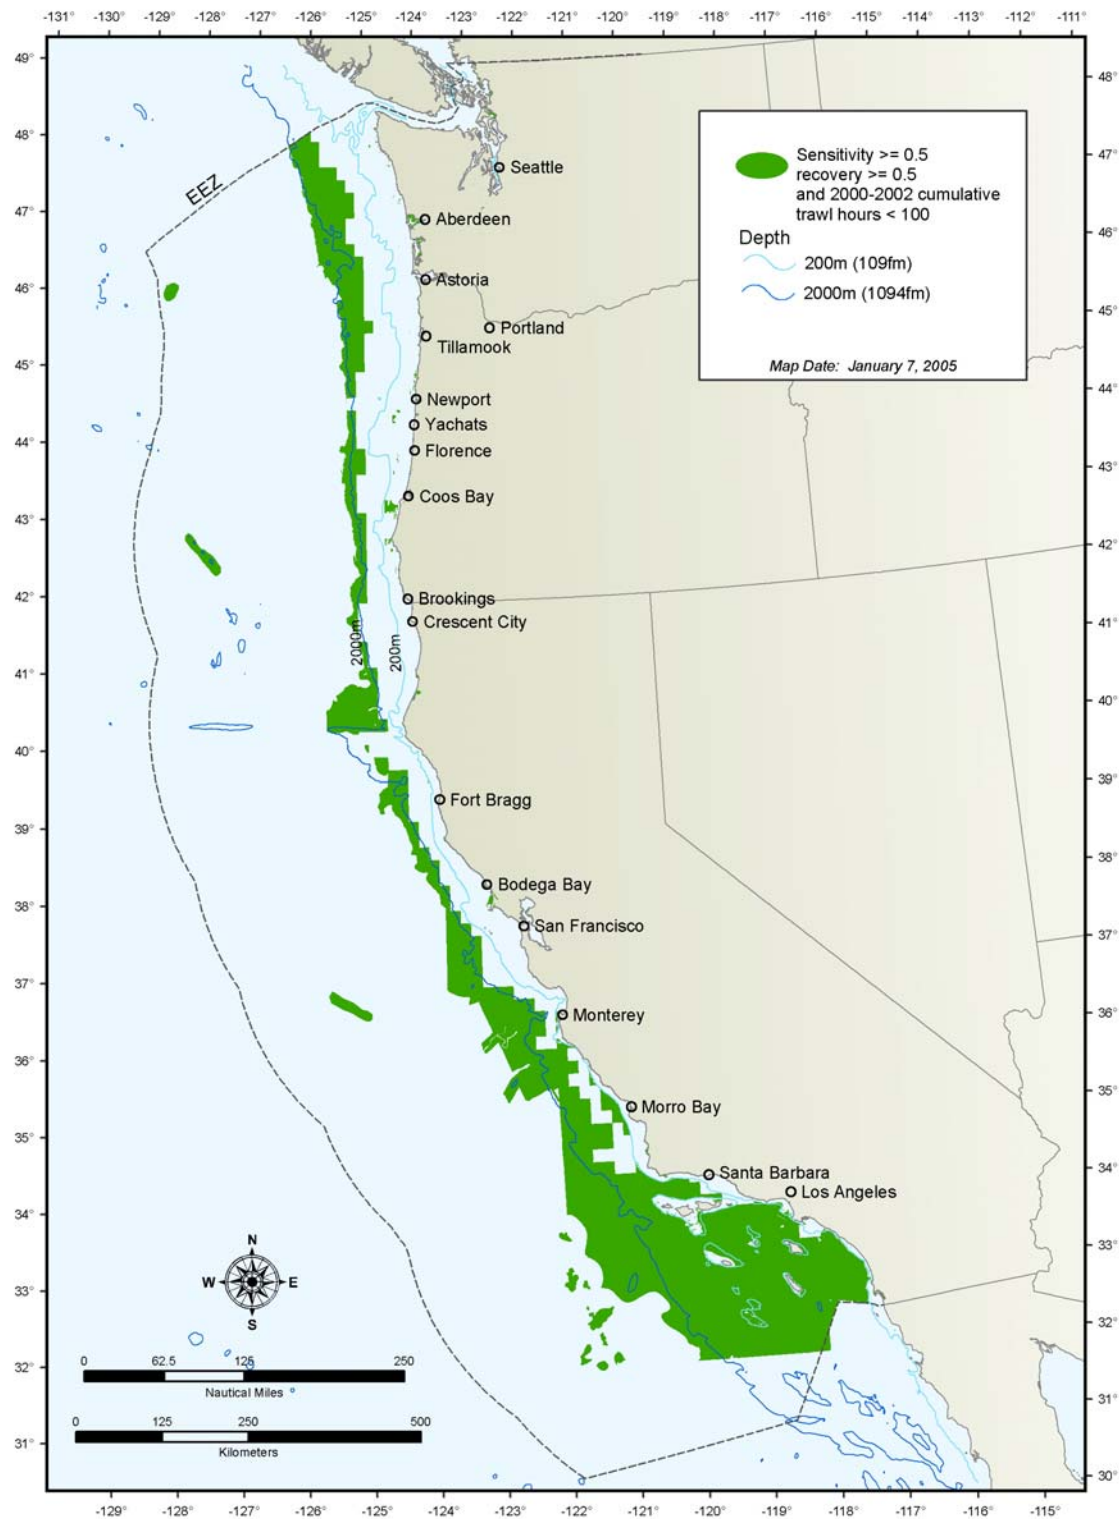 -131° -130° -129° -128° -127° -126° -125° -124° -123° -122° -121° -120° -119° -118° -117° -116° -115° -114° -113° -112° -111°
49°
48°
47°
46°
45°
44°
43°
42°
41°
40°
39°
38°
37°
36°
35°
34°
33°
32°
31°
EEZ
Seattle
Aberdeen
Astoria
Portland
Tillamook
Newport
Yachats
Florence
Coos Bay
Brookings
Crescent City
2000m
200m
Fort Bragg
Bodega Bay
San Francisco
Monterey
Morro Bay
Santa Barbara
Los Angeles
Sensitivity >= 0.5
recovery >= 0.5
and 2000-2002 cumulative
trawl hours < 100
Depth
200m (109fm)
2000m (1094fm)
Map Date: January 7, 2005
48°
47°
46°
45°
44°
43°
42°
41°
40°
39°
38°
37°
36°
35°
34°
33°
32°
31°
30°
N
W E
S
0 62.5 125 250
Nautical Miles
0 125 250 500
Kilometers
-129° -128° -127° -126° -125° -124° -123° -122° -121° -120° -119° -118° -117° -116° -115°